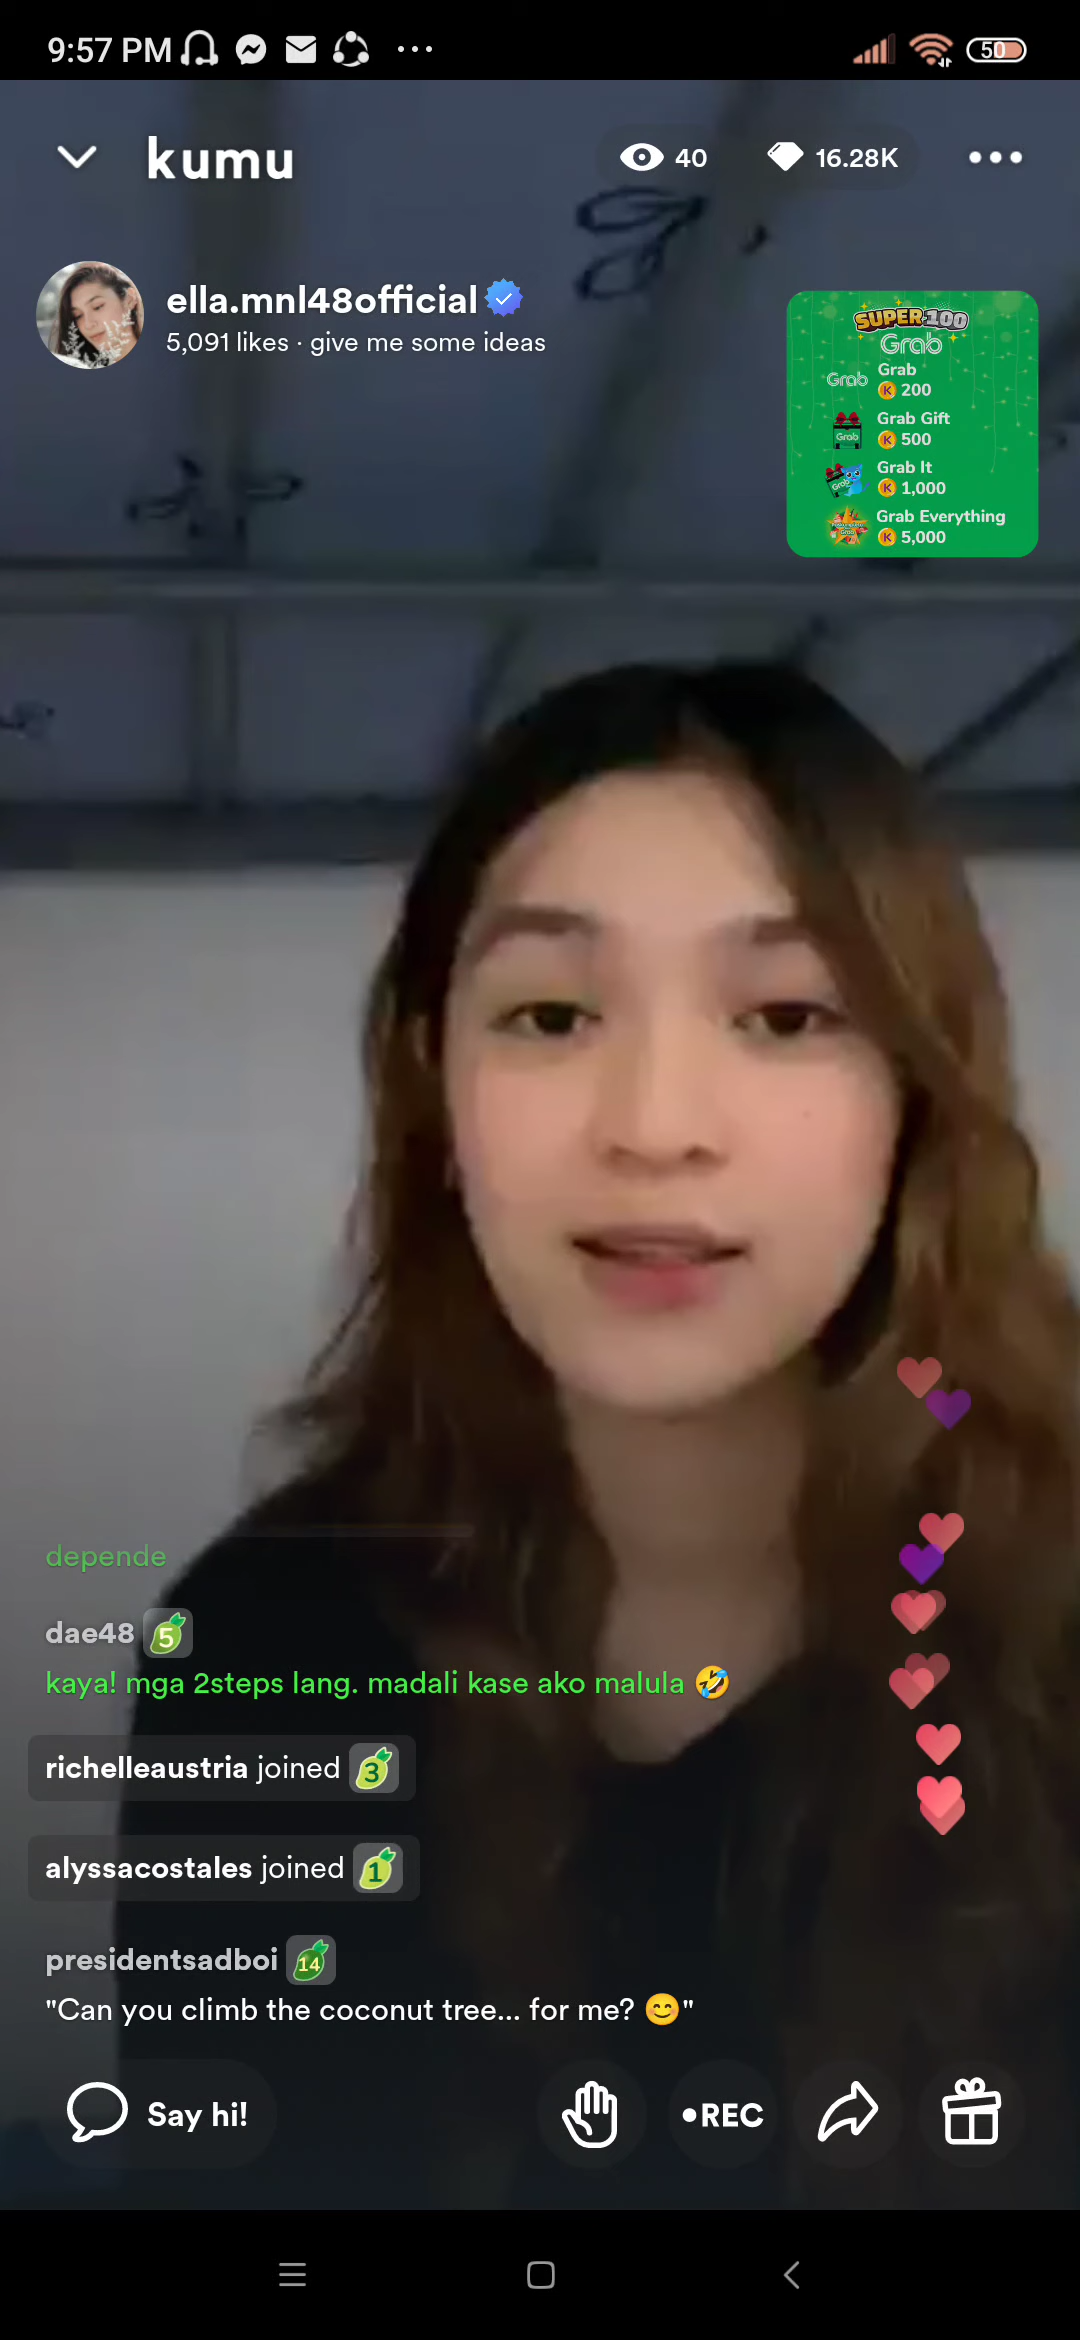 9:57 PM
50
kumu
40
16.28K
ella.mnl48official
5,091 likes · give me some ideas
SUPER 100
Grab
Grab
Grab
200
Grab
Grab Gift
500
Grab
Grab It
1,000
Grab Everything
5,000
depende
dae48 5
kaya! mga 2steps lang. madali kase ako malula 🤣
richelleaustria joined 3
alyssacostales joined 1
presidentsadboi 14
"Can you climb the coconut tree... for me? 😊"
Say hi!
•REC